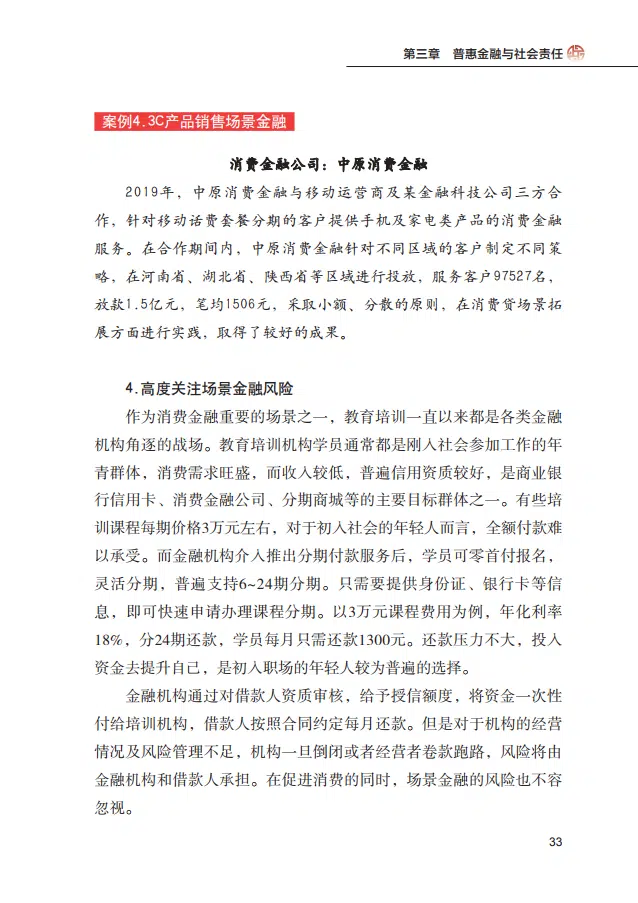 第三章 普惠金融与社会责任
案例4.3C产品销售场景金融
消费金融公司：中原消费金融
2019年，中原消费金融与移动运营商及某金融科技公司三方合
作，针对移动话费套餐分期的客户提供手机及家电类产品的消费金融
服务。在合作期间内，中原消费金融针对不同区域的客户制定不同策
略，在河南省、湖北省、陕西省等区域进行投放，服务客户97527名，
放款1.5亿元，笔均1506元，采取小额、分散的原则，在消费贷场景拓
展方面进行实践，取得了较好的成果。
4.高度关注场景金融风险
作为消费金融重要的场景之一，教育培训一直以来都是各类金融
机构角逐的战场。教育培训机构学员通常都是刚入社会参加工作的年
青群体，消费需求旺盛，而收入较低，普遍信用资质较好，是商业银
行信用卡、消费金融公司、分期商城等的主要目标群体之一。有些培
训课程每期价格3万元左右，对于初入社会的年轻人而言，全额付款难
以承受。而金融机构介入推出分期付款服务后，学员可零首付报名，
灵活分期，普遍支持6~24期分期。只需要提供身份证、银行卡等信
息，即可快速申请办理课程分期。以3万元课程费用为例，年化利率
18%，分24期还款，学员每月只需还款1300元。还款压力不大，投入
资金去提升自己，是初入职场的年轻人较为普遍的选择。
金融机构通过对借款人资质审核，给予授信额度，将资金一次性
付给培训机构，借款人按照合同约定每月还款。但是对于机构的经营
情况及风险管理不足，机构一旦倒闭或者经营者卷款跑路，风险将由
金融机构和借款人承担。在促进消费的同时，场景金融的风险也不容
忽视。
33